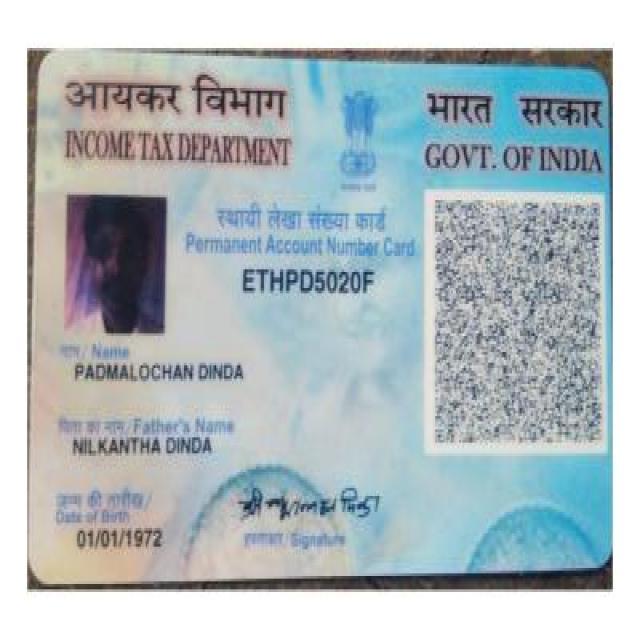 आयकर विभाग
INCOME TAX DEPARTMENT
भारत सरकार
GOVT. OF INDIA
स्थायी लेखा संख्या कार्ड
Permanent Account Number Card
ETHPD5020F
नाम/ Name
PADMALOCHAN DINDA
पिता का नाम/ Father's Name
NILKANTHA DINDA
जन्म की तारीख/
Date of Birth
01/01/1972
हस्ताक्षर/ Signature